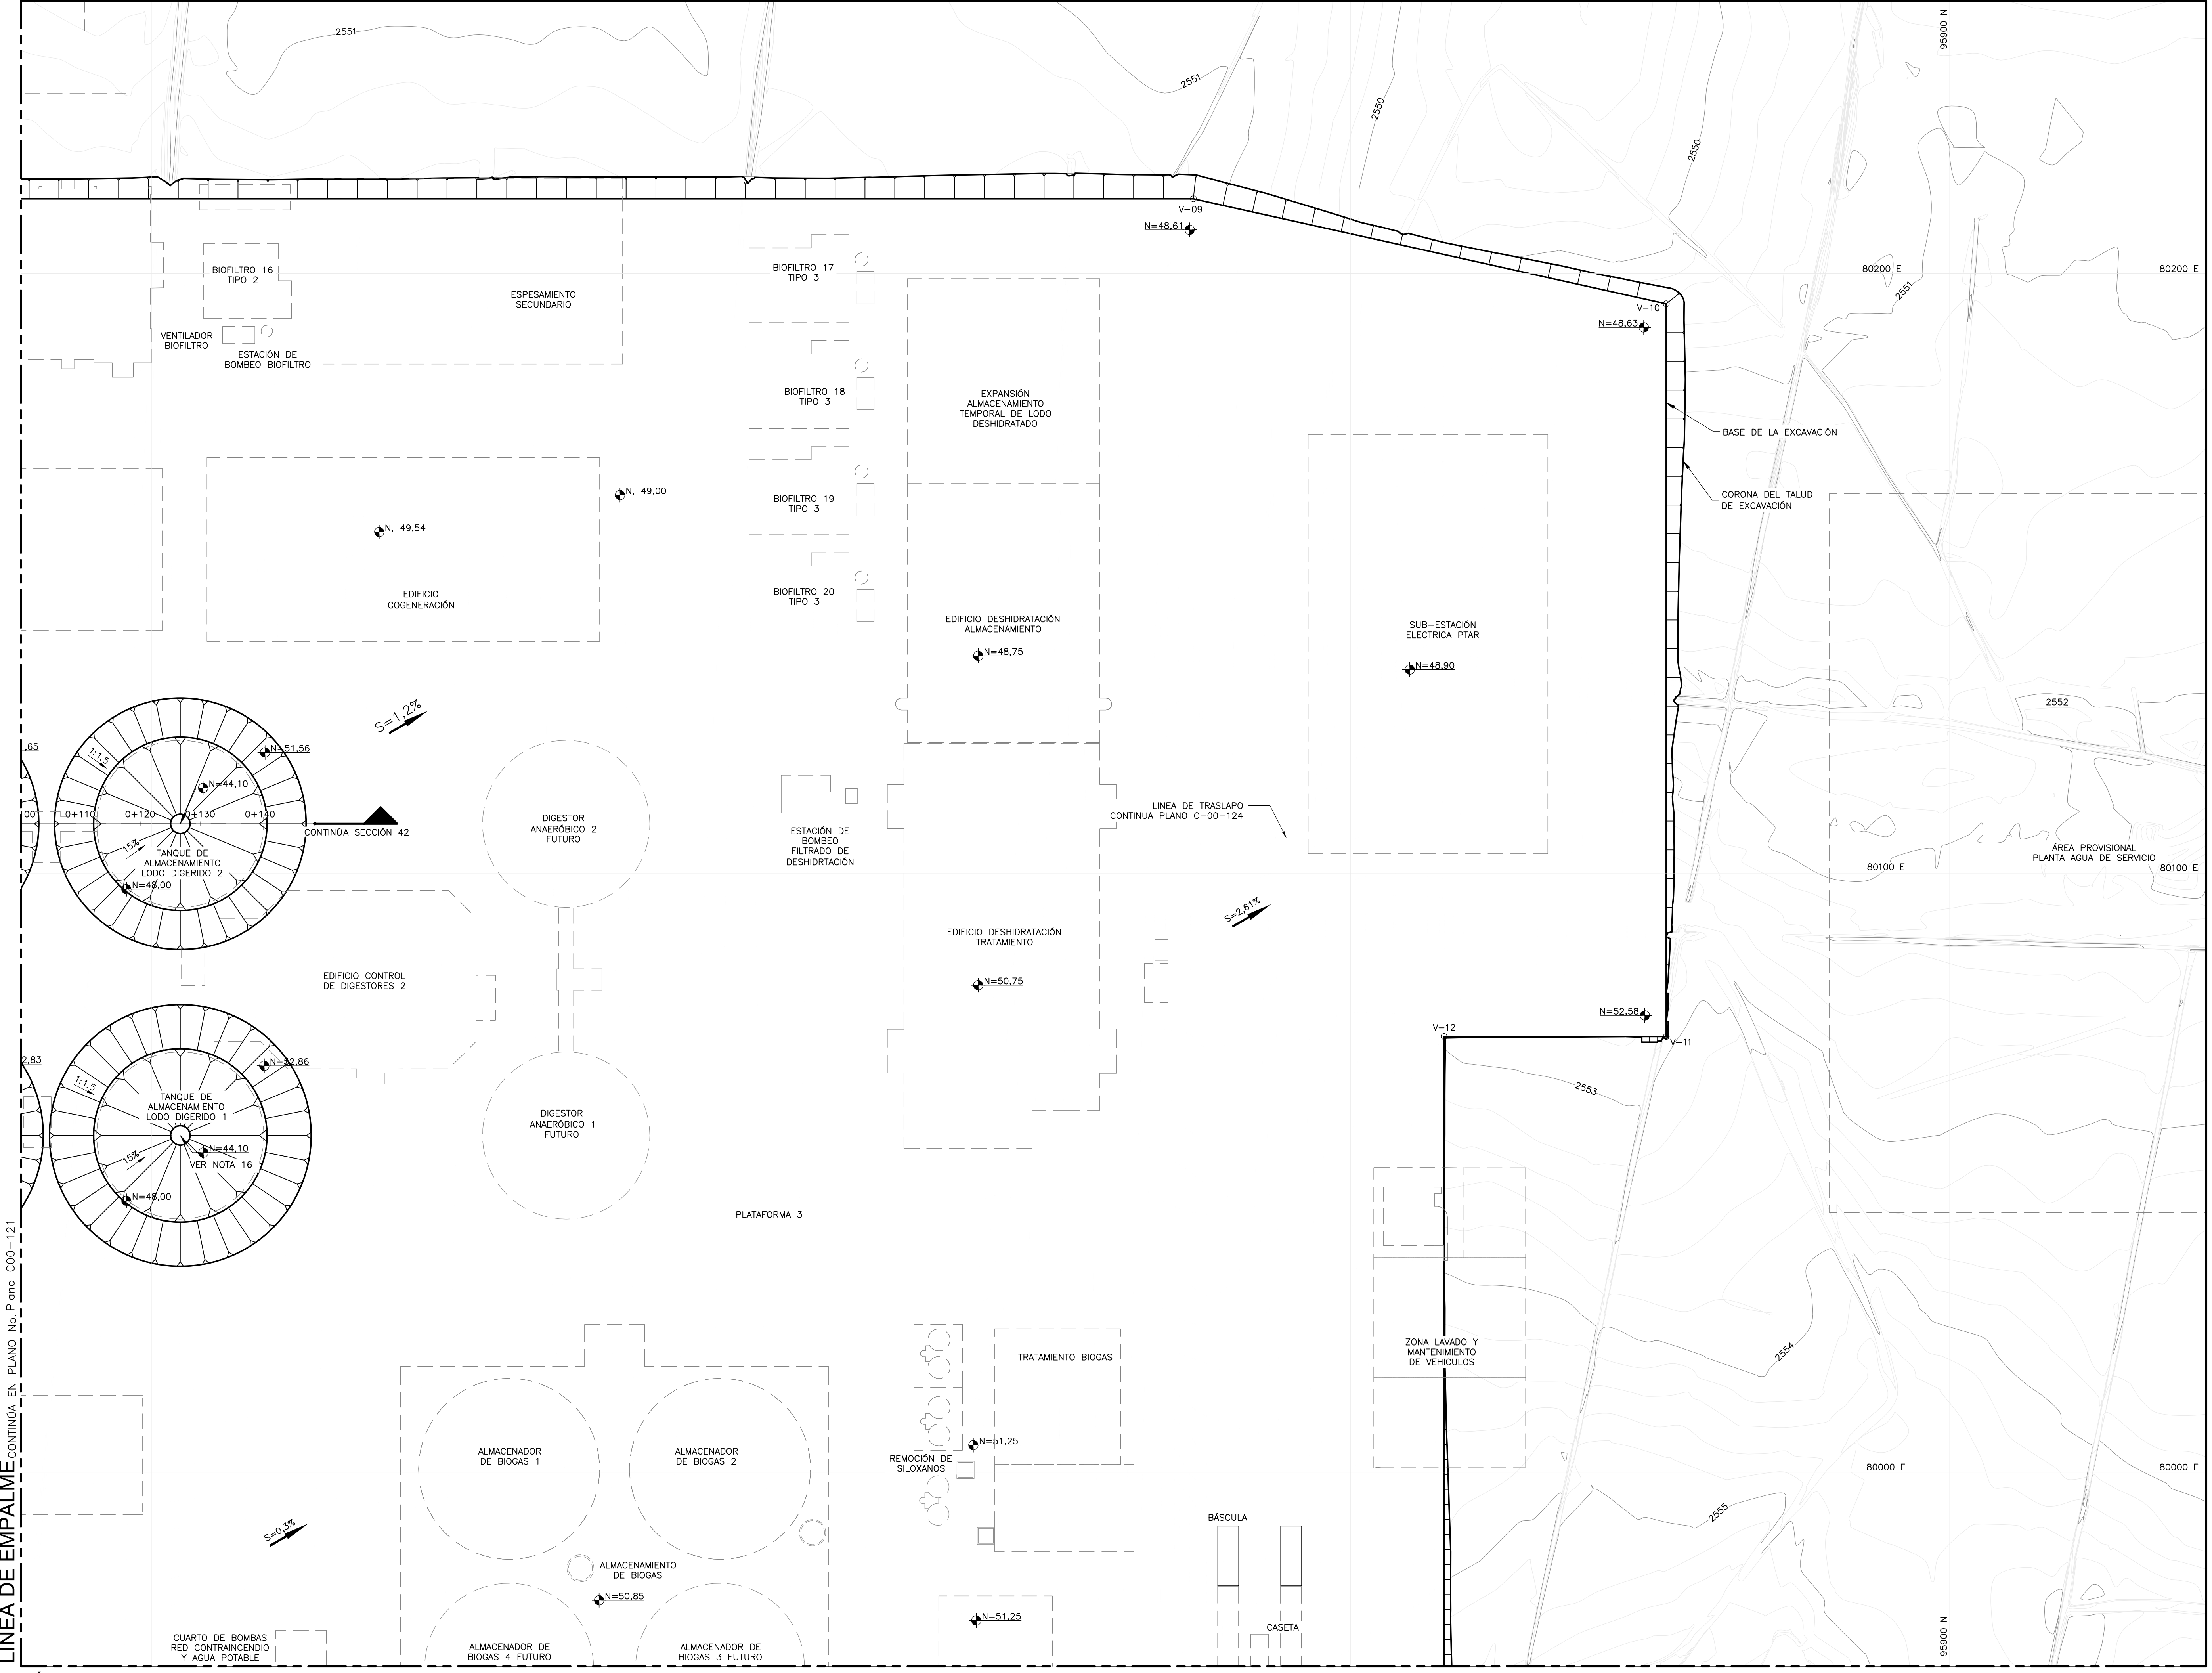 2551
2551
2550
2550
95900 N
V-09
N=48,61
80200 E
80200 E
2551
BIOFILTRO 16
TIPO 2
ESPESAMIENTO
SECUNDARIO
BIOFILTRO 17
TIPO 3
V-10
N=48,63
VENTILADOR
BIOFILTRO
ESTACIÓN DE
BOMBEO BIOFILTRO
BIOFILTRO 18
TIPO 3
EXPANSIÓN
ALMACENAMIENTO
TEMPORAL DE LODO
DESHIDRATADO
BASE DE LA EXCAVACIÓN
CORONA DEL TALUD
DE EXCAVACIÓN
N. 49,00
N. 49,54
BIOFILTRO 19
TIPO 3
EDIFICIO
COGENERACIÓN
BIOFILTRO 20
TIPO 3
EDIFICIO DESHIDRATACIÓN
ALMACENAMIENTO
N=48,75
SUB-ESTACIÓN
ELECTRICA PTAR
N=48,90
2552
S=1,2%
,65
1:1.5
N=51,56
N=44,10
00
0+110
0+120
0+130
0+140
CONTINÚA SECCIÓN 42
15%
TANQUE DE
ALMACENAMIENTO
LODO DIGERIDO 2
N=48,00
DIGESTOR
ANAERÓBICO 2
FUTURO
ESTACIÓN DE
BOMBEO
FILTRADO DE
DESHIDRTACIÓN
LINEA DE TRASLAPO
CONTINUA PLANO C-00-124
ÁREA PROVISIONAL
PLANTA AGUA DE SERVICIO
80100 E
80100 E
S=2,61%
EDIFICIO DESHIDRATACIÓN
TRATAMIENTO
N=50,75
EDIFICIO CONTROL
DE DIGESTORES 2
N=52,58
V-12
V-11
2553
2,83
N=52,86
1:1.5
TANQUE DE
ALMACENAMIENTO
LODO DIGERIDO 1
N=44,10
VER NOTA 16
15%
N=48,00
DIGESTOR
ANAERÓBICO 1
FUTURO
PLATAFORMA 3
ZONA LAVADO Y
MANTENIMIENTO
DE VEHICULOS
2554
TRATAMIENTO BIOGAS
N=51,25
REMOCIÓN DE
SILOXANOS
ALMACENADOR
DE BIOGAS 1
ALMACENADOR
DE BIOGAS 2
80000 E
80000 E
2555
S=0,3%
BÁSCULA
ALMACENAMIENTO
DE BIOGAS
N=50,85
N=51,25
CASETA
CUARTO DE BOMBAS
RED CONTRAINCENDIO
Y AGUA POTABLE
ALMACENADOR DE
BIOGAS 4 FUTURO
ALMACENADOR DE
BIOGAS 3 FUTURO
95900 N
LINEA DE EMPALME CONTINÚA EN PLANO No. Plano C00-121